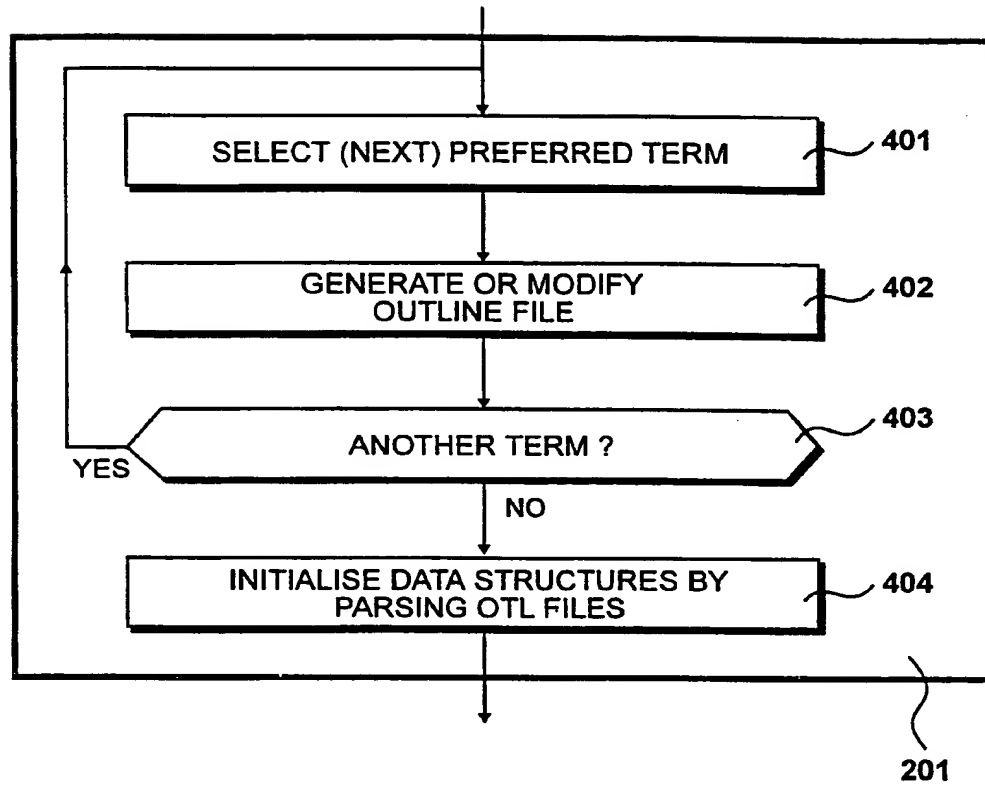 SELECT (NEXT) PREFERRED TERM
401
GENERATE OR MODIFY
OUTLINE FILE
402
ANOTHER TERM ?
403
YES
NO
INITIALISE DATA STRUCTURES BY
PARSING OTL FILES
404
201